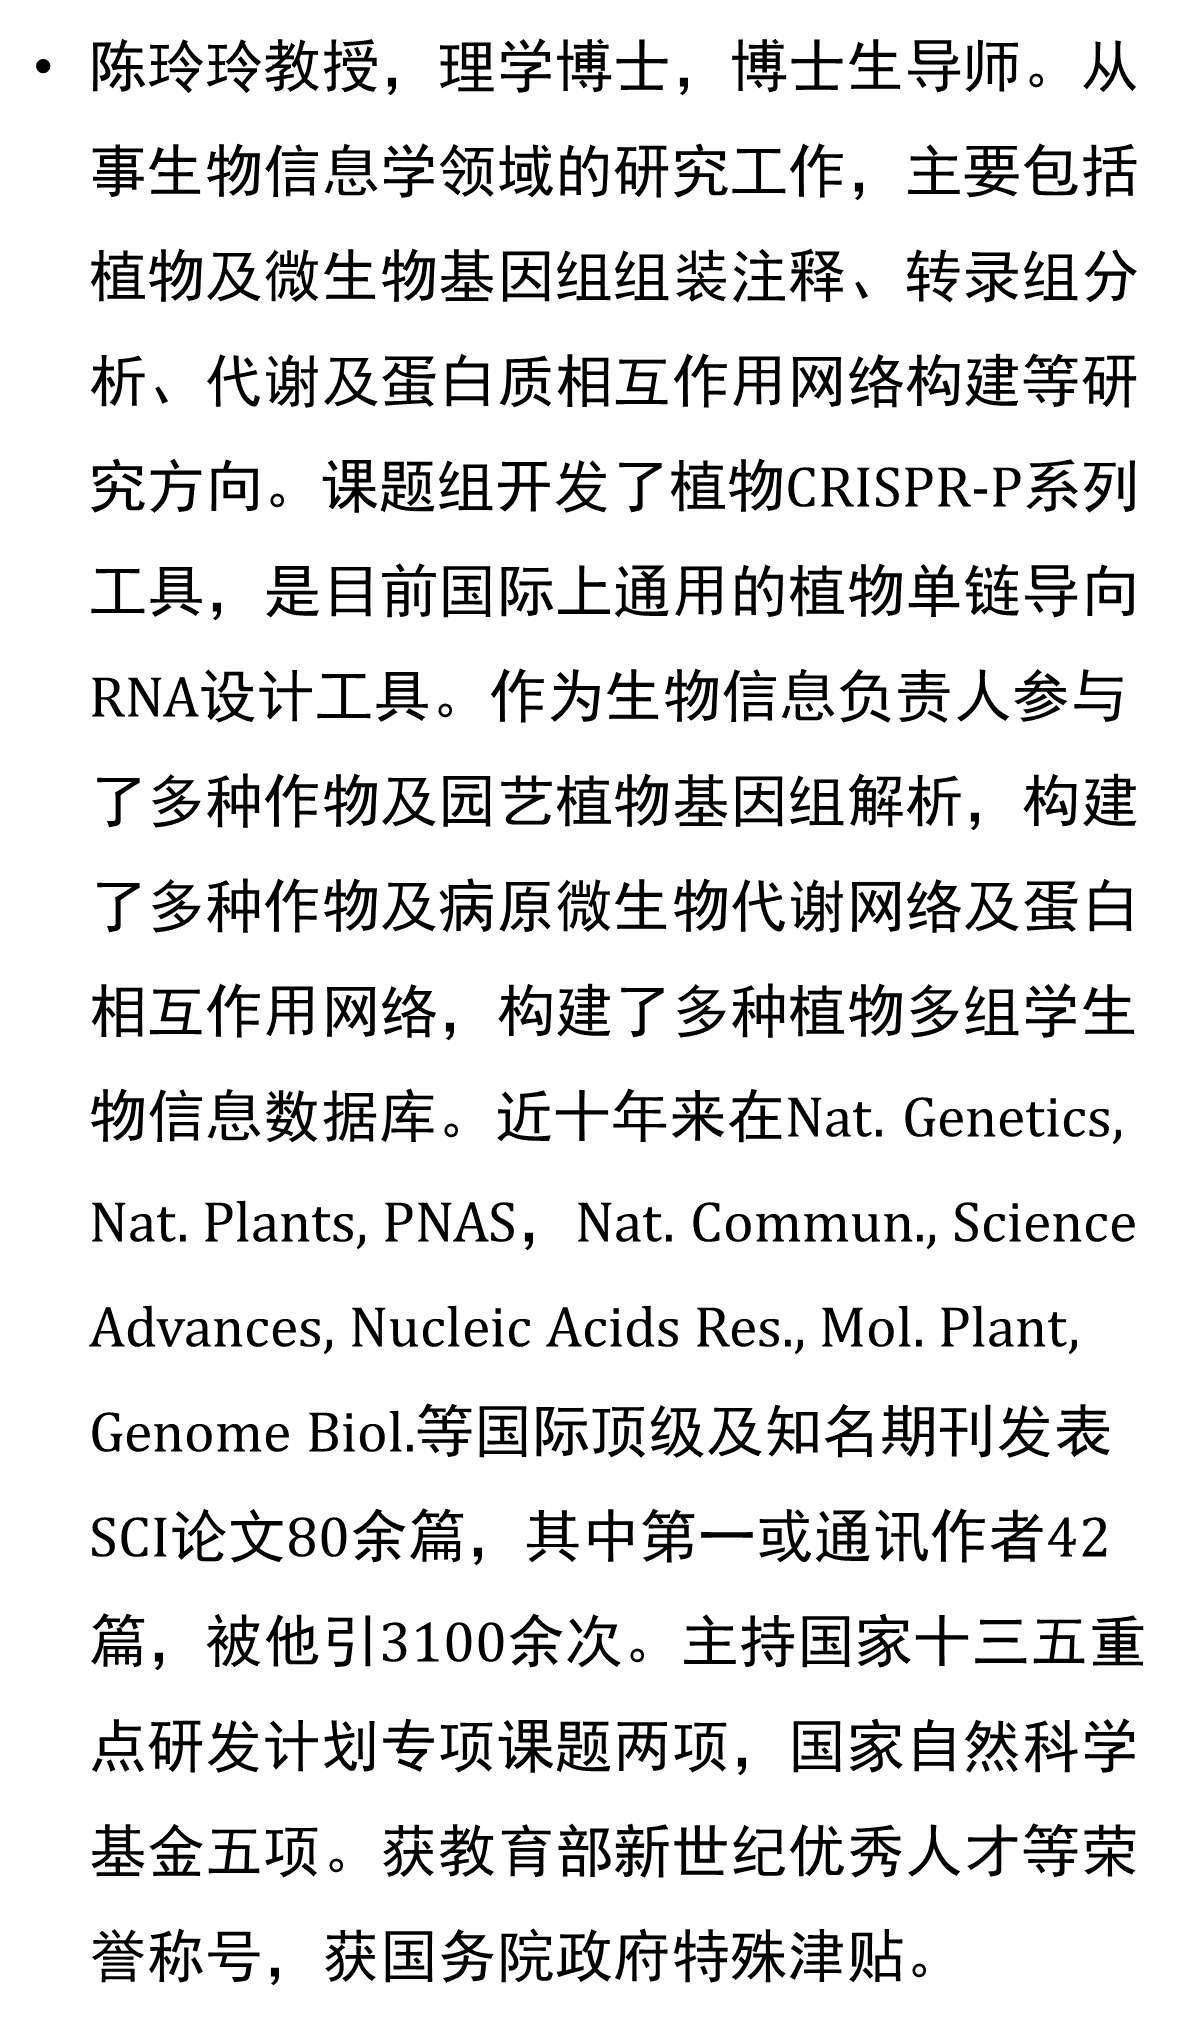 • 陈玲玲教授，理学博士，博士生导师。从
事生物信息学领域的研究工作，主要包括
植物及微生物基因组组装注释、转录组分
析、代谢及蛋白质相互作用网络构建等研
究方向。课题组开发了植物CRISPR-P系列
工具，是目前国际上通用的植物单链导向
RNA设计工具。作为生物信息负责人参与
了多种作物及园艺植物基因组解析，构建
了多种作物及病原微生物代谢网络及蛋白
相互作用网络，构建了多种植物多组学生
物信息数据库。近十年来在Nat. Genetics,
Nat. Plants, PNAS，Nat. Commun., Science
Advances, Nucleic Acids Res., Mol. Plant,
Genome Biol.等国际顶级及知名期刊发表
SCI论文80余篇，其中第一或通讯作者42
篇，被他引3100余次。主持国家十三五重
点研发计划专项课题两项，国家自然科学
基金五项。获教育部新世纪优秀人才等荣
誉称号，获国务院政府特殊津贴。